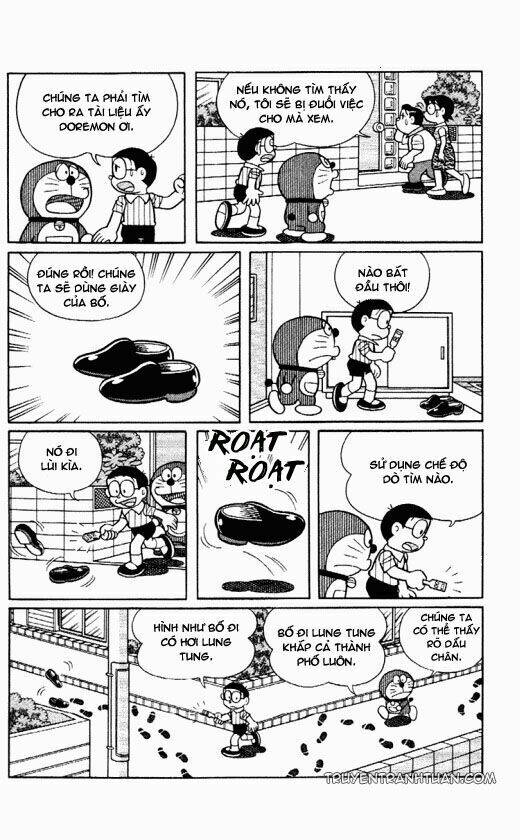 CHÚNG TA PHẢI TÌM
CHO RA TÀI LIỆU ẤY
DOREMON ƠI.
NẾU KHÔNG TÌM THẤY
NÓ, TÔI SẼ BỊ ĐUỔI VIỆC
CHO MÀ XEM.
ĐÚNG RỒI! CHÚNG
TA SẼ DÙNG GIÀY
CỦA BỐ.
NÀO BẮT
ĐẦU THÔI!
NÓ ĐI
LÙI KÌA.
ROẠT
ROẠT
SỬ DỤNG CHẾ ĐỘ
DÒ TÌM NÀO.
HÌNH NHƯ BỐ ĐI
CÓ HƠI LUNG
TUNG.
BỐ ĐI LUNG TUNG
KHẮP CẢ THÀNH
PHỐ LUÔN.
CHÚNG TA
CÓ THỂ THẤY
RÕ DẤU
CHÂN.
TRUYENTRANHTUAN.COM